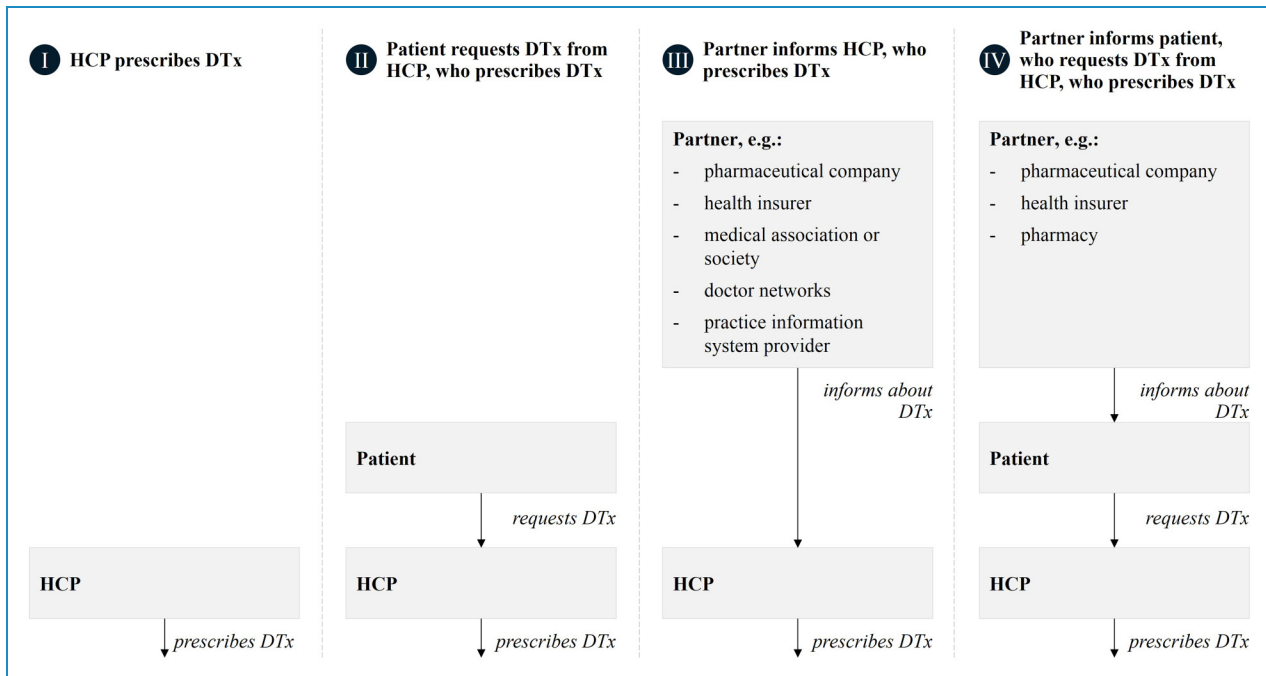 I HCP prescribes DTx
II Patient requests DTx from
HCP, who prescribes DTx
III Partner informs HCP, who
prescribes DTx
IV Partner informs patient,
who requests DTx from
HCP, who prescribes DTx
Partner, e.g.:
- pharmaceutical company
- health insurer
- medical association or
society
- doctor networks
- practice information
system provider
Partner, e.g.:
- pharmaceutical company
- health insurer
- pharmacy
informs about
DTx
informs about
DTx
Patient
Patient
requests DTx
requests DTx
HCP
HCP
HCP
HCP
prescribes DTx
prescribes DTx
prescribes DTx
prescribes DTx